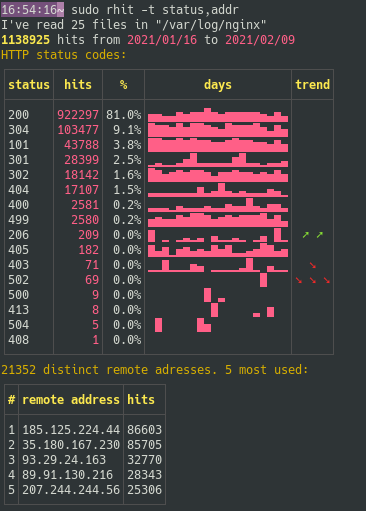 16:54:16~ sudo rhit -t status,addr
I've read 25 files in "/var/log/nginx"
1138925 hits from 2021/01/16 to 2021/02/09
HTTP status codes:
status hits % days trend
200 922297 81.0%
304 103477 9.1%
101 43788 3.8%
301 28399 2.5%
302 18142 1.6%
404 17107 1.5%
400 2581 0.2%
499 2580 0.2%
206 209 0.0% ↗ ↗
405 182 0.0%
403 71 0.0% ↘
502 69 0.0% ↘ ↘ ↘
500 9 0.0%
413 8 0.0%
504 5 0.0%
408 1 0.0%
21352 distinct remote adresses. 5 most used:
# remote address hits
1 185.125.224.44 86603
2 35.180.167.230 85705
3 93.29.24.163 32770
4 89.91.130.216 28343
5 207.244.244.56 25306